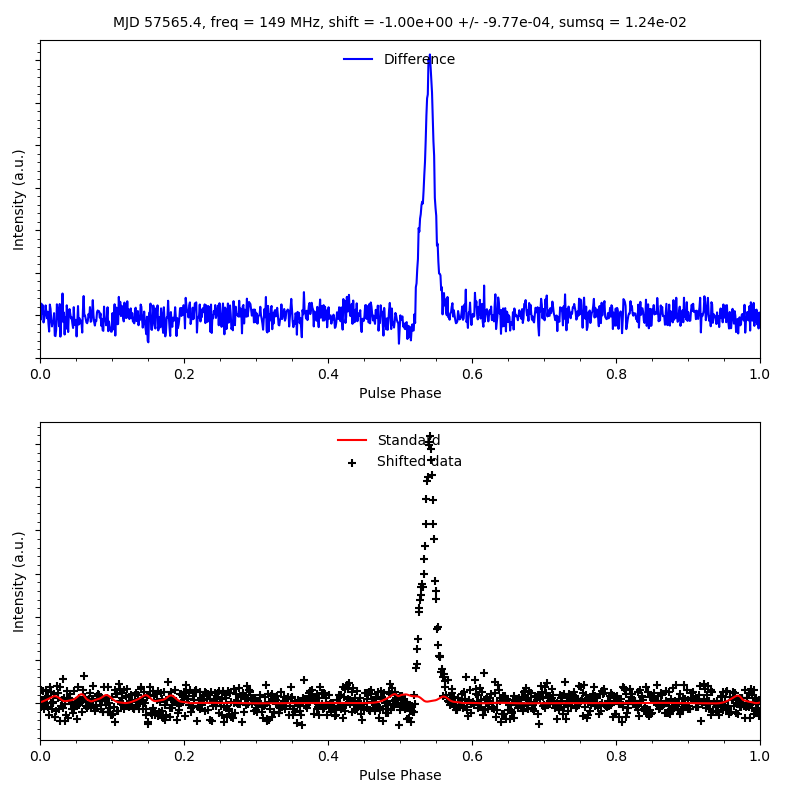 MJD 57565.4, freq = 149 MHz, shift = -1.00e+00 +/- -9.77e-04, sumsq = 1.24e-02
Difference
Intensity (a.u.)
0.0 0.2 0.4 0.6 0.8 1.0
Pulse Phase
Standard
Shifted data
Intensity (a.u.)
0.0 0.2 0.4 0.6 0.8 1.0
Pulse Phase